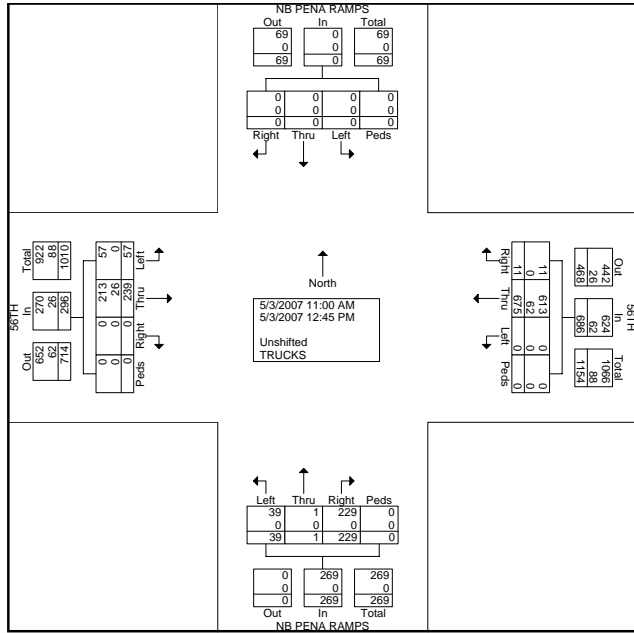 NB PENA RAMPS
Out In Total
69 0 69
0 0 0
69 0 69
0 0 0 0
0 0 0 0
0 0 0 0
Right Thru Left Peds
56TH
Total In Out
922 270 652
88 26 62
1010 296 714
Left Thru Right Peds
57 213 0 0
0 26 0 0
57 239 0 0
North
5/3/2007 11:00 AM
5/3/2007 12:45 PM
Unshifted
TRUCKS
Right Thru Left Peds
11 613 0 0
0 62 0 0
11 675 0 0
56TH
Out In Total
442 624 1066
26 62 88
468 686 1154
Left Thru Right Peds
39 1 229 0
0 0 0 0
39 1 229 0
0 269 269
0 0 0
0 269 269
Out In Total
NB PENA RAMPS